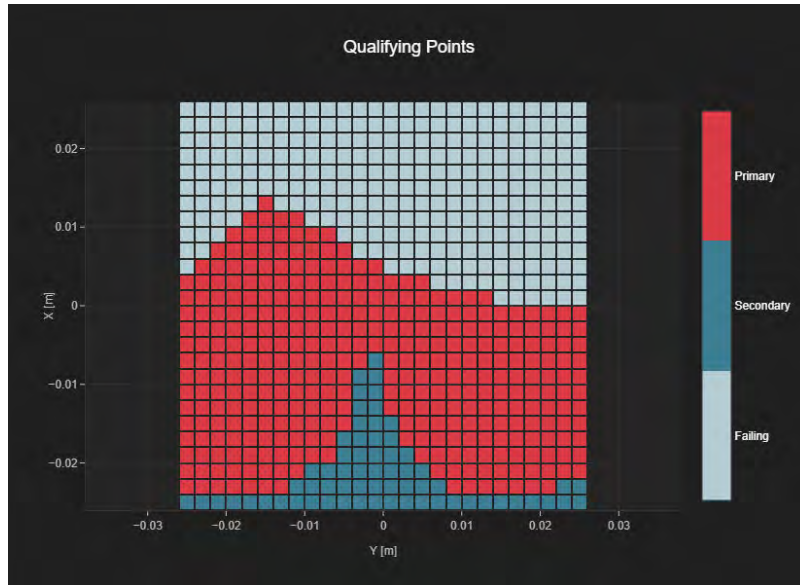 Qualifying Points
Primary
Secondary
Failing
X [m]
0.02
0.01
0
−0.01
−0.02
−0.03
−0.02
−0.01
0
0.01
0.02
0.03
Y [m]